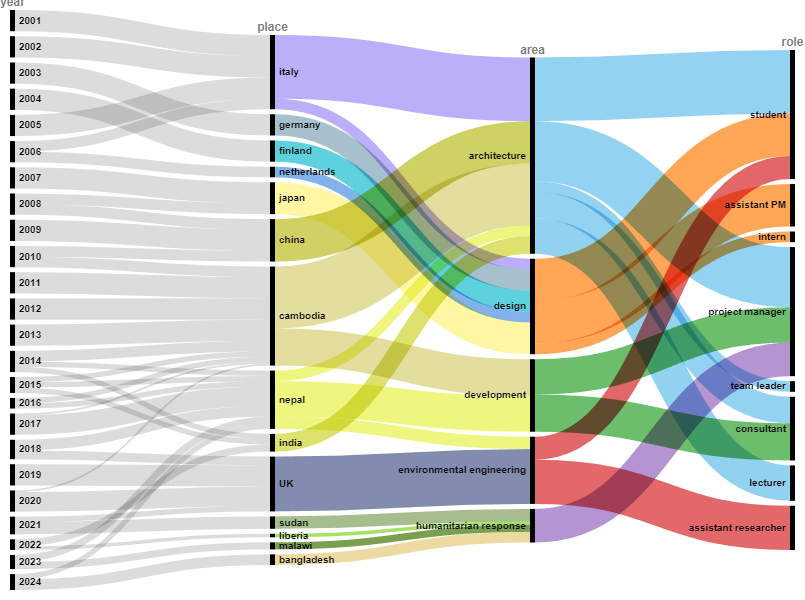 year
2001
2002
2003
2004
2005
2006
2007
2008
2009
2010
2011
2012
2013
2014
2015
2016
2017
2018
2019
2020
2021
2022
2023
2024
place
italy
germany
finland
netherlands
japan
china
cambodia
nepal
india
UK
sudan
liberia
malawi
bangladesh
area
architecture
design
development
environmental engineering
humanitarian response
role
student
assistant PM
intern
project manager
team leader
consultant
lecturer
assistant researcher